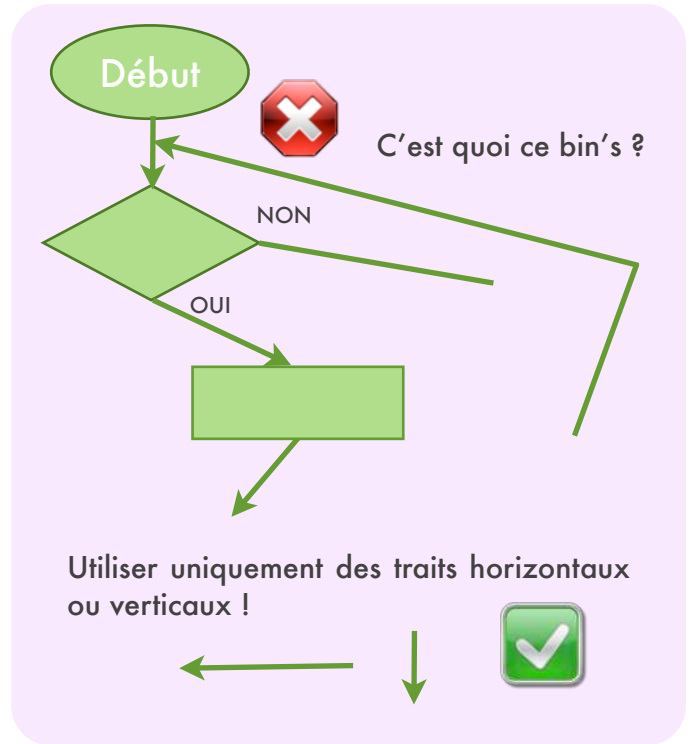 Début
C'est quoi ce bin's ?
NON
OUI
Utiliser uniquement des traits horizontaux
ou verticaux !